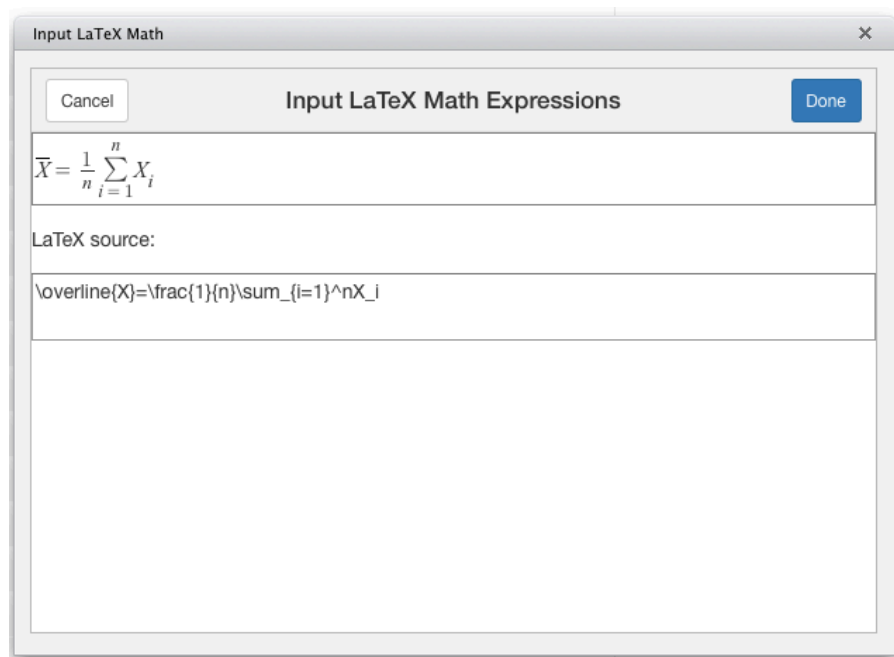 Input LaTeX Math ×
Cancel Input LaTeX Math Expressions Done
X̅ = 1/n ∑_{i = 1}^{n} X_i
LaTeX source:
\overline{X}=\frac{1}{n}\sum_{i=1}^nX_i